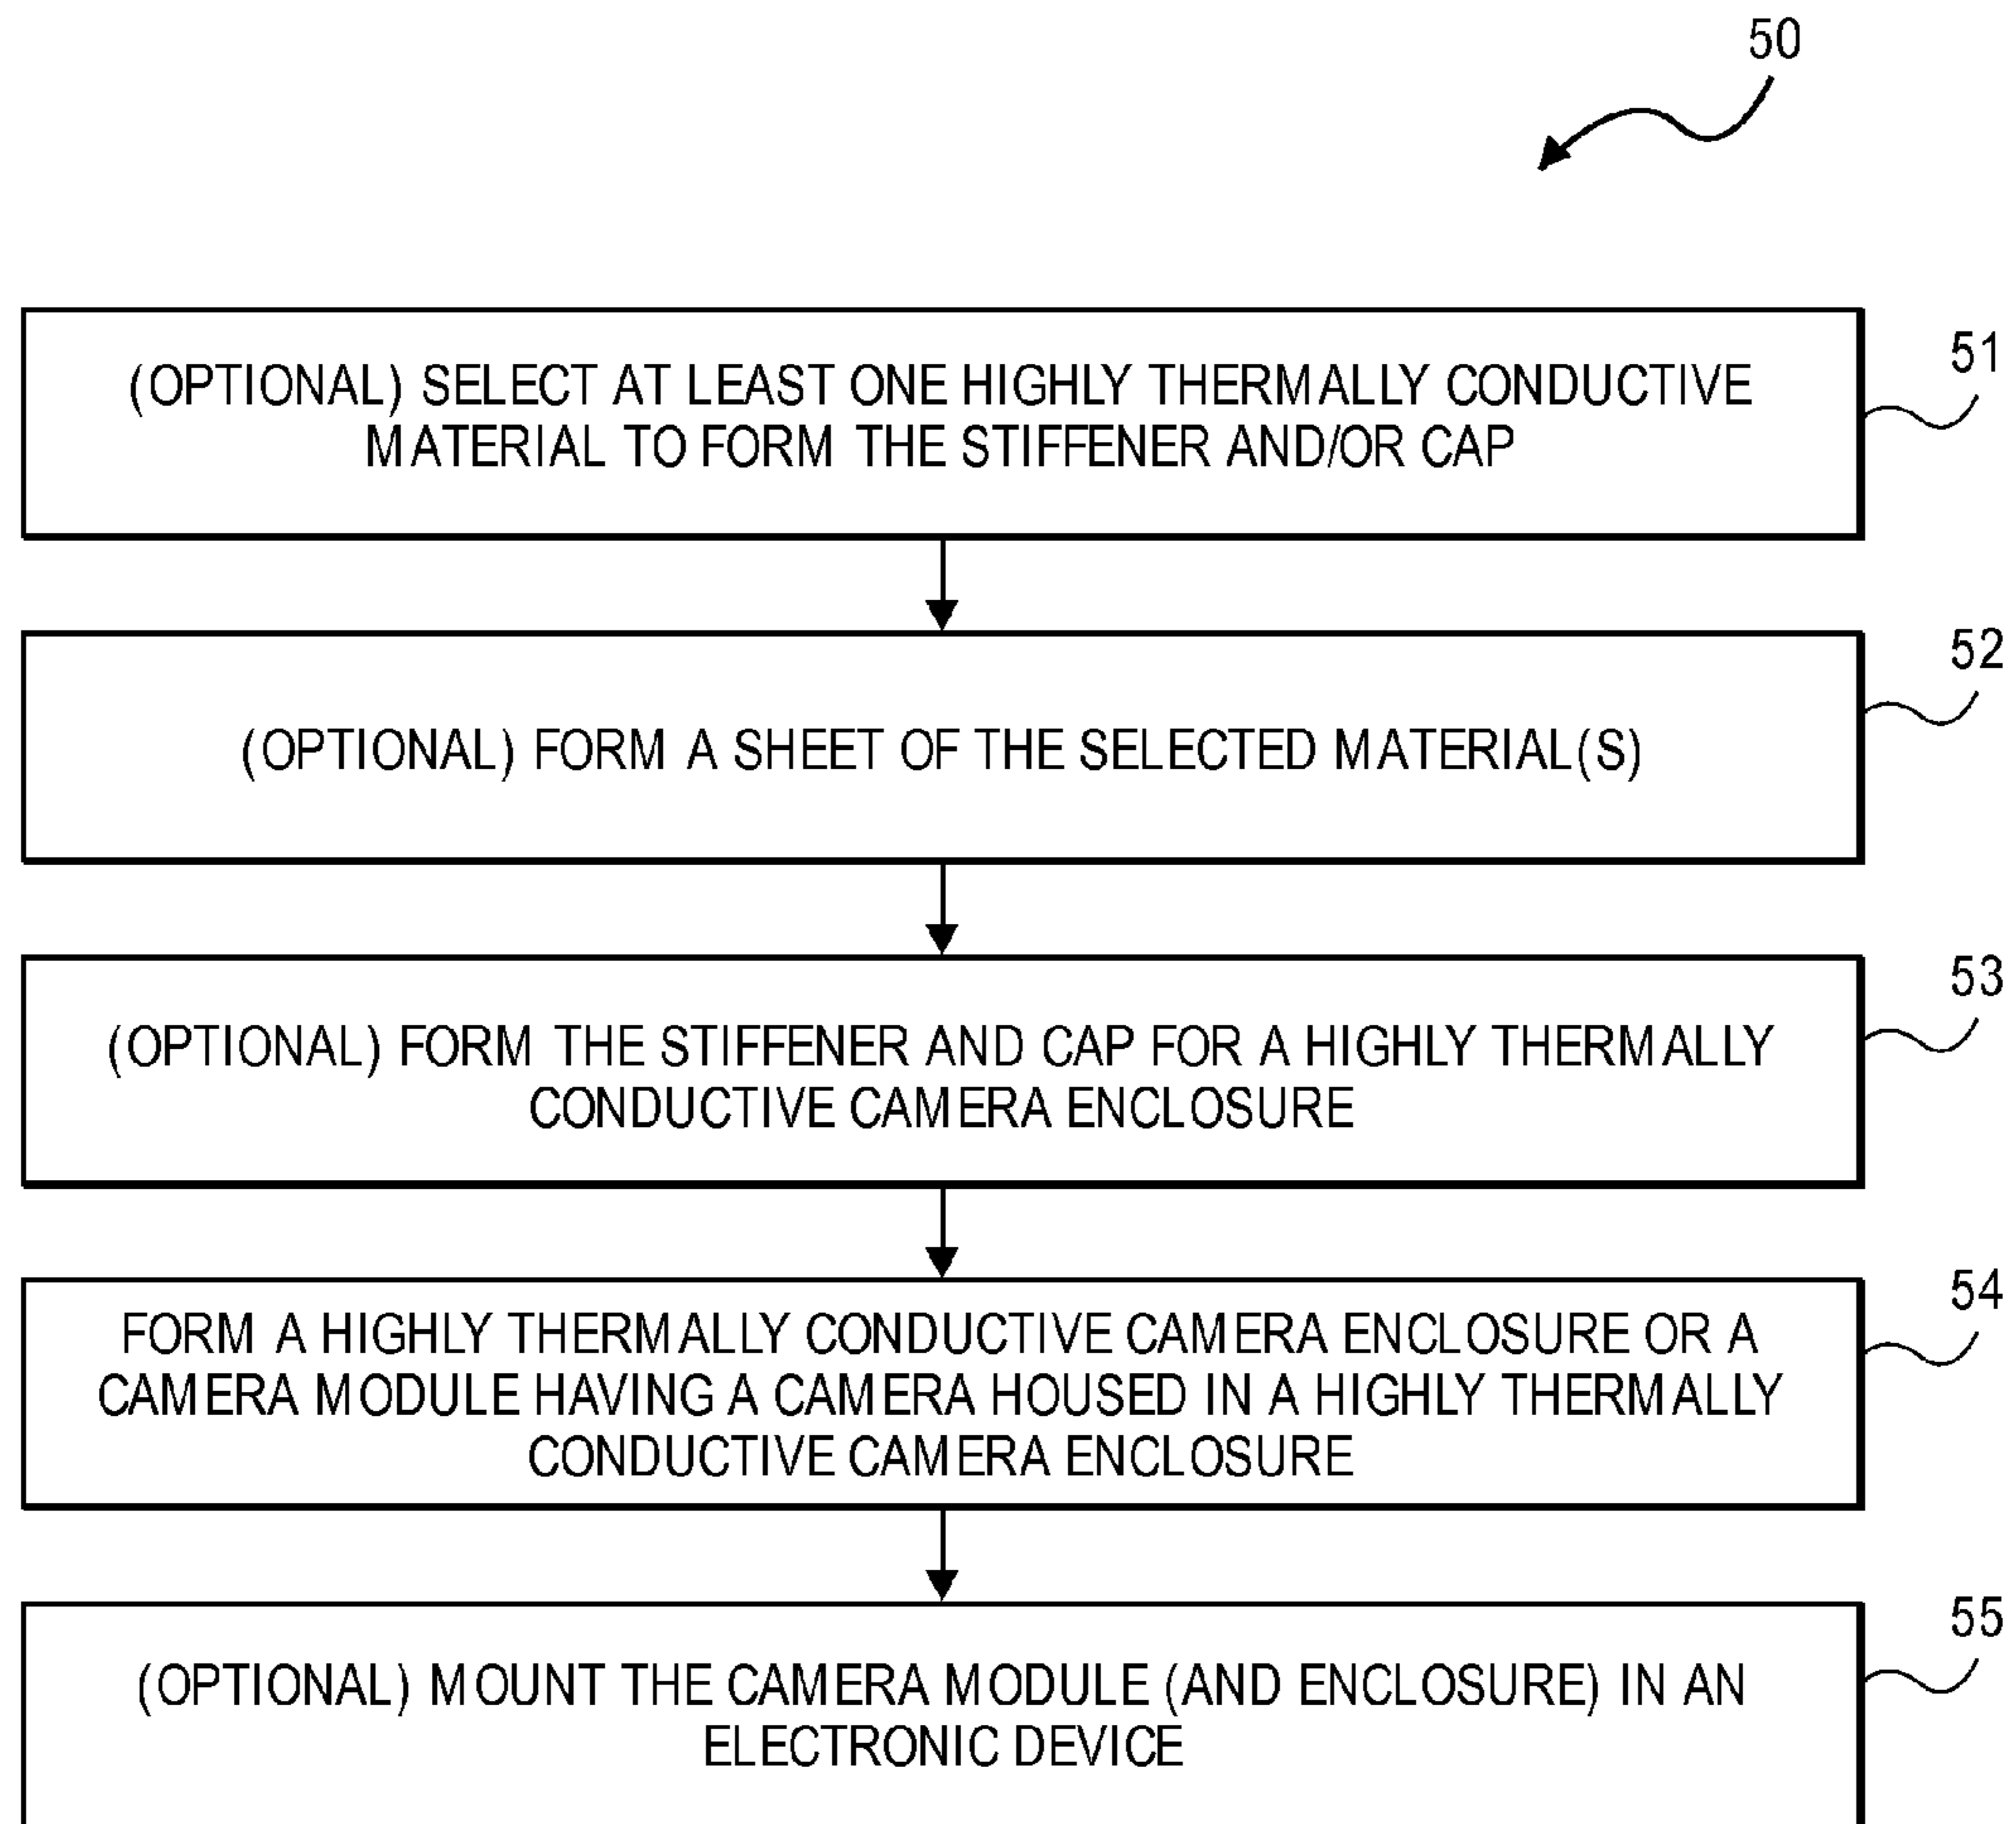 50
(OPTIONAL) SELECT AT LEAST ONE HIGHLY THERMALLY CONDUCTIVE
MATERIAL TO FORM THE STIFFENER AND/OR CAP
51
(OPTIONAL) FORM A SHEET OF THE SELECTED MATERIAL(S)
52
(OPTIONAL) FORM THE STIFFENER AND CAP FOR A HIGHLY THERMALLY
CONDUCTIVE CAMERA ENCLOSURE
53
FORM A HIGHLY THERMALLY CONDUCTIVE CAMERA ENCLOSURE OR A
CAMERA MODULE HAVING A CAMERA HOUSED IN A HIGHLY THERMALLY
CONDUCTIVE CAMERA ENCLOSURE
54
(OPTIONAL) MOUNT THE CAMERA MODULE (AND ENCLOSURE) IN AN
ELECTRONIC DEVICE
55